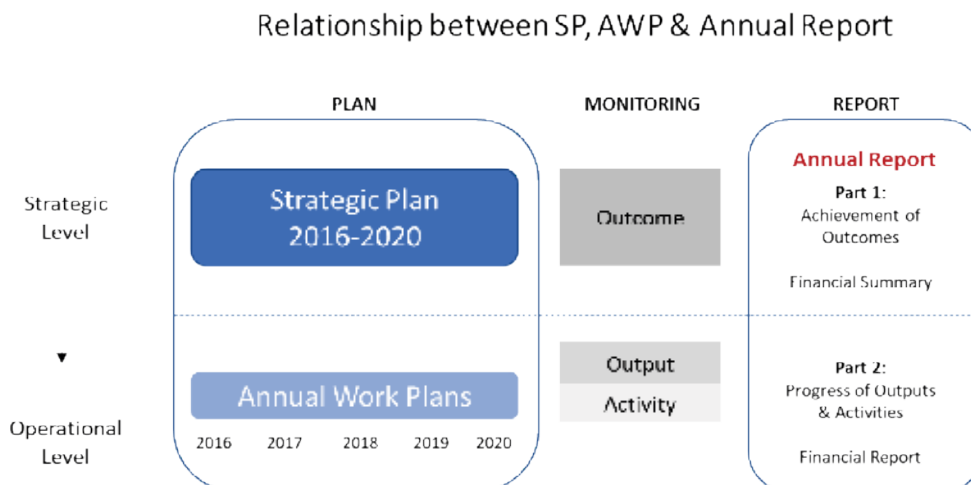 Relationship between SP, AWP & Annual Report
PLAN
MONITORING
REPORT
Strategic
Level
Strategic Plan
2016-2020
Outcome
Annual Report
Part 1:
Achievement of
Outcomes
Financial Summary
Operational
Level
Annual Work Plans
2016 2017 2018 2019 2020
Output
Activity
Part 2:
Progress of Outputs
& Activities
Financial Report